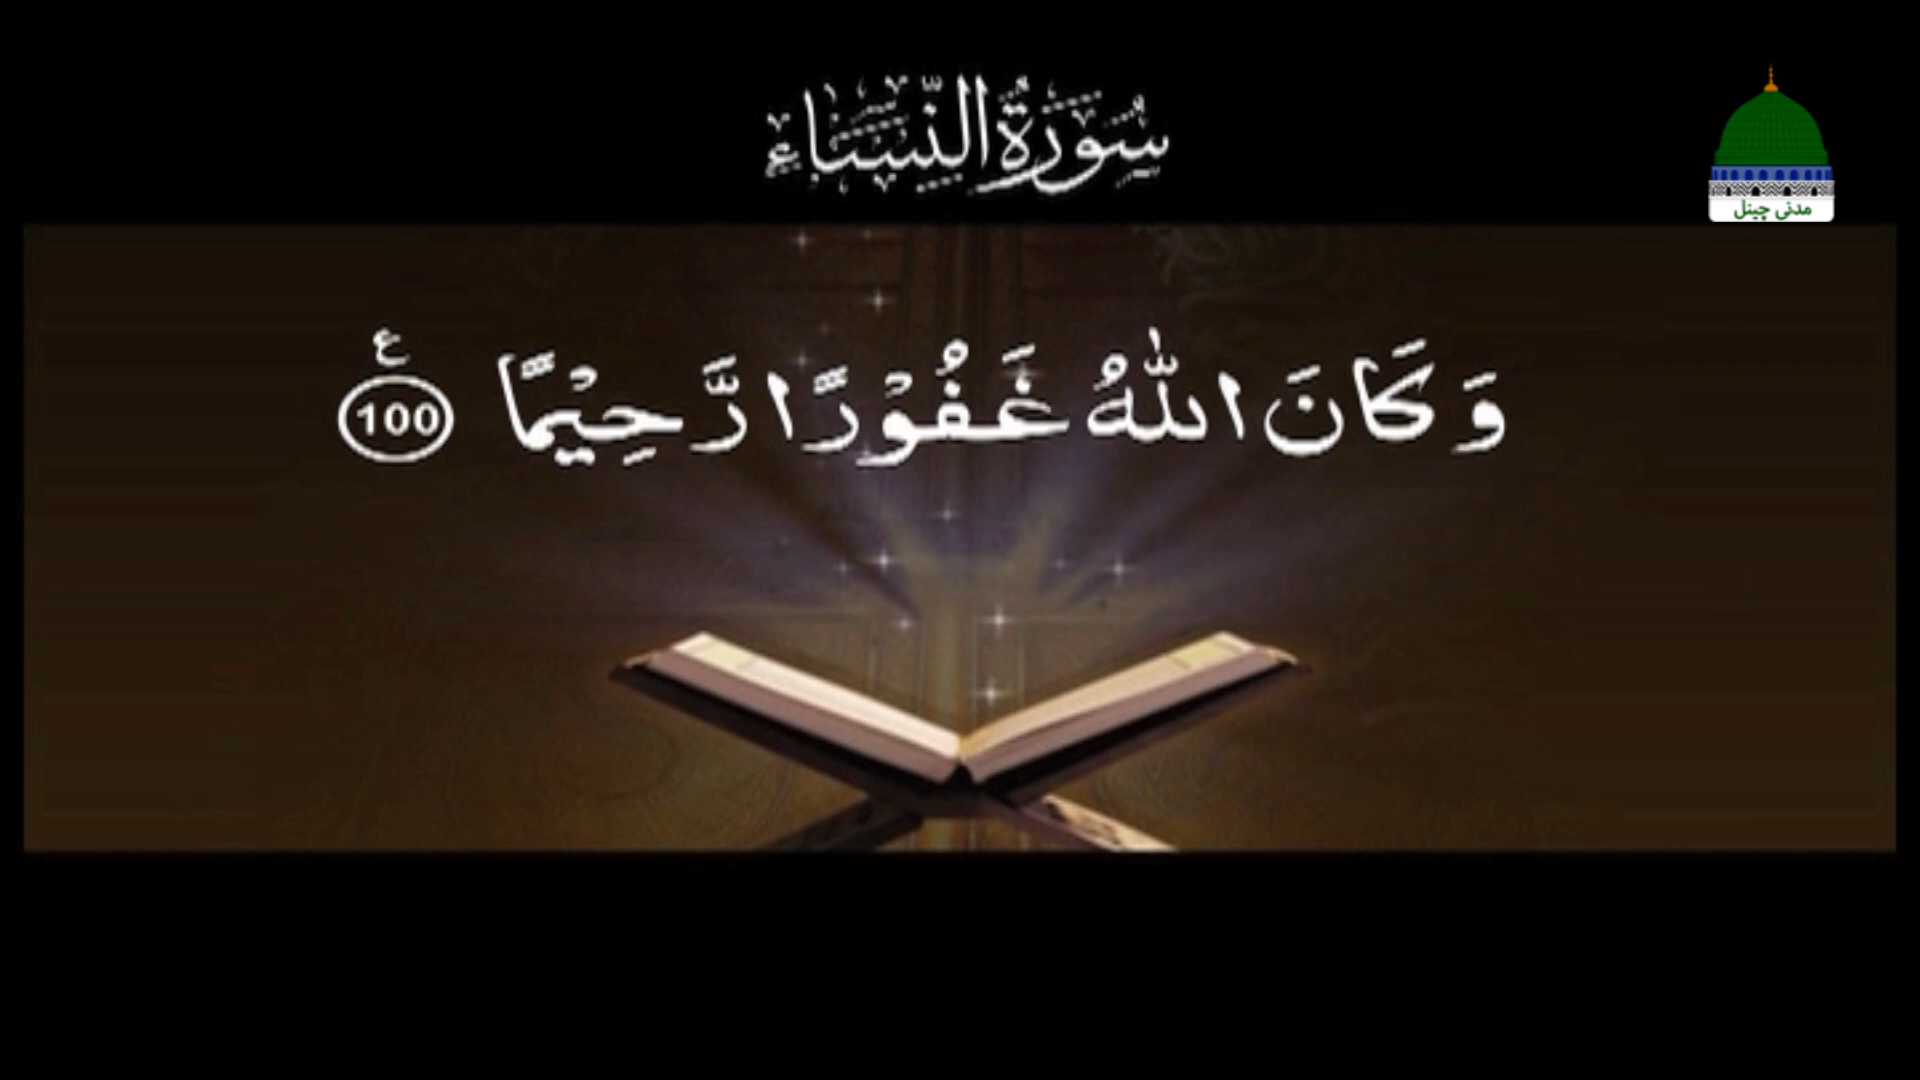 سُوۡرَةُ النِّسَآءِ
مدنی چینل
وَ كَانَ اللّٰهُ غَفُوۡرًا رَّحِيۡمًا ع 100